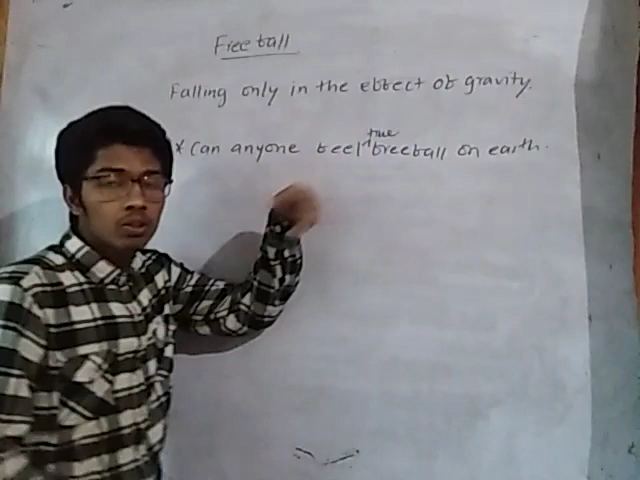 Free fall
Falling only in the effect of gravity.
* Can anyone feel true freefall on earth.